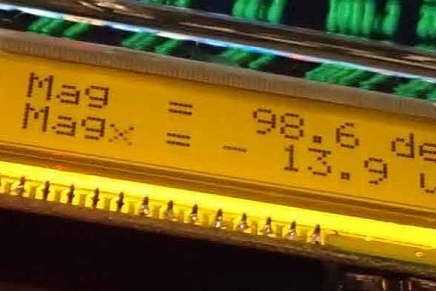 Mag = 98.6 de
Magx = - 13.9 u